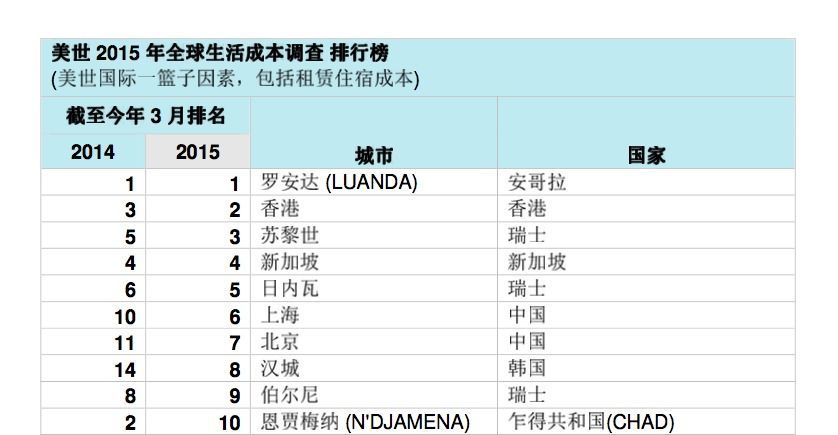 美世 2015 年全球生活成本调查 排行榜
(美世国际一篮子因素，包括租赁住宿成本)
截至今年 3 月排名
2014 2015 城市 国家
1 1 罗安达 (LUANDA) 安哥拉
3 2 香港 香港
5 3 苏黎世 瑞士
4 4 新加坡 新加坡
6 5 日内瓦 瑞士
10 6 上海 中国
11 7 北京 中国
14 8 汉城 韩国
8 9 伯尔尼 瑞士
2 10 恩贾梅纳 (N'DJAMENA) 乍得共和国(CHAD)